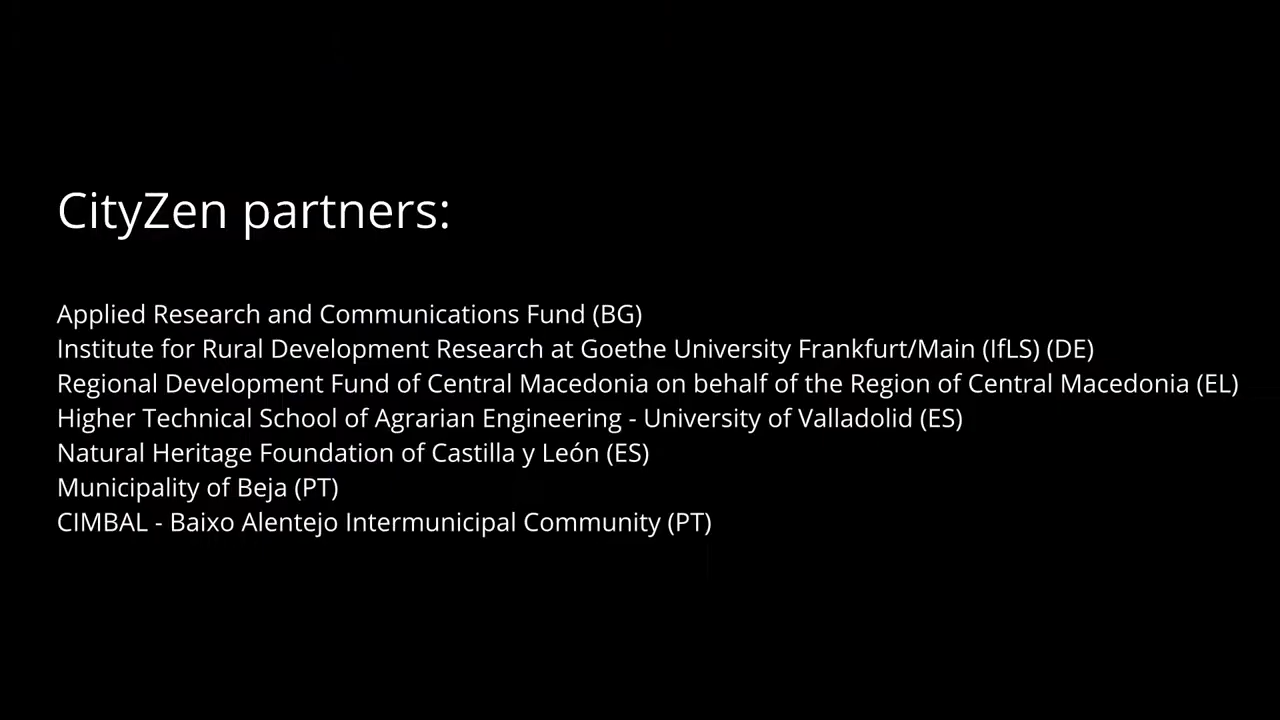 CityZen partners:
Applied Research and Communications Fund (BG)
Institute for Rural Development Research at Goethe University Frankfurt/Main (IfLS) (DE)
Regional Development Fund of Central Macedonia on behalf of the Region of Central Macedonia (EL)
Higher Technical School of Agrarian Engineering - University of Valladolid (ES)
Natural Heritage Foundation of Castilla y León (ES)
Municipality of Beja (PT)
CIMBAL - Baixo Alentejo Intermunicipal Community (PT)